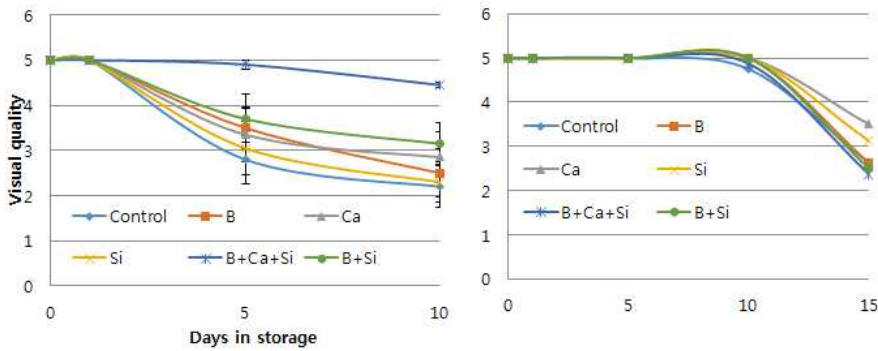 6
5
4
3
2
1
0
Visual quality
Control B Ca
Si B+Ca+Si B+Si
0 5 10
Days in storage
6
5
4
3
2
1
0
Control B
Ca Si
B+Ca+Si B+Si
0 5 10 15